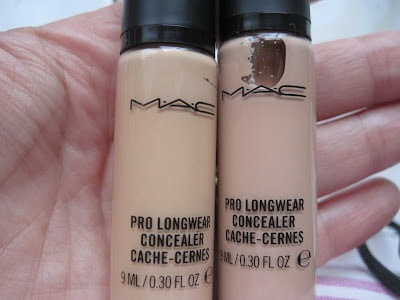 MAC
PRO LONGWEAR
CONCEALER
CACHE-CERNES
9 ML / 0.30 FL OZ ℮
MAC
PRO LONGWEAR
CONCEALER
CACHE-CERNES
9 ML / 0.30 FL OZ ℮